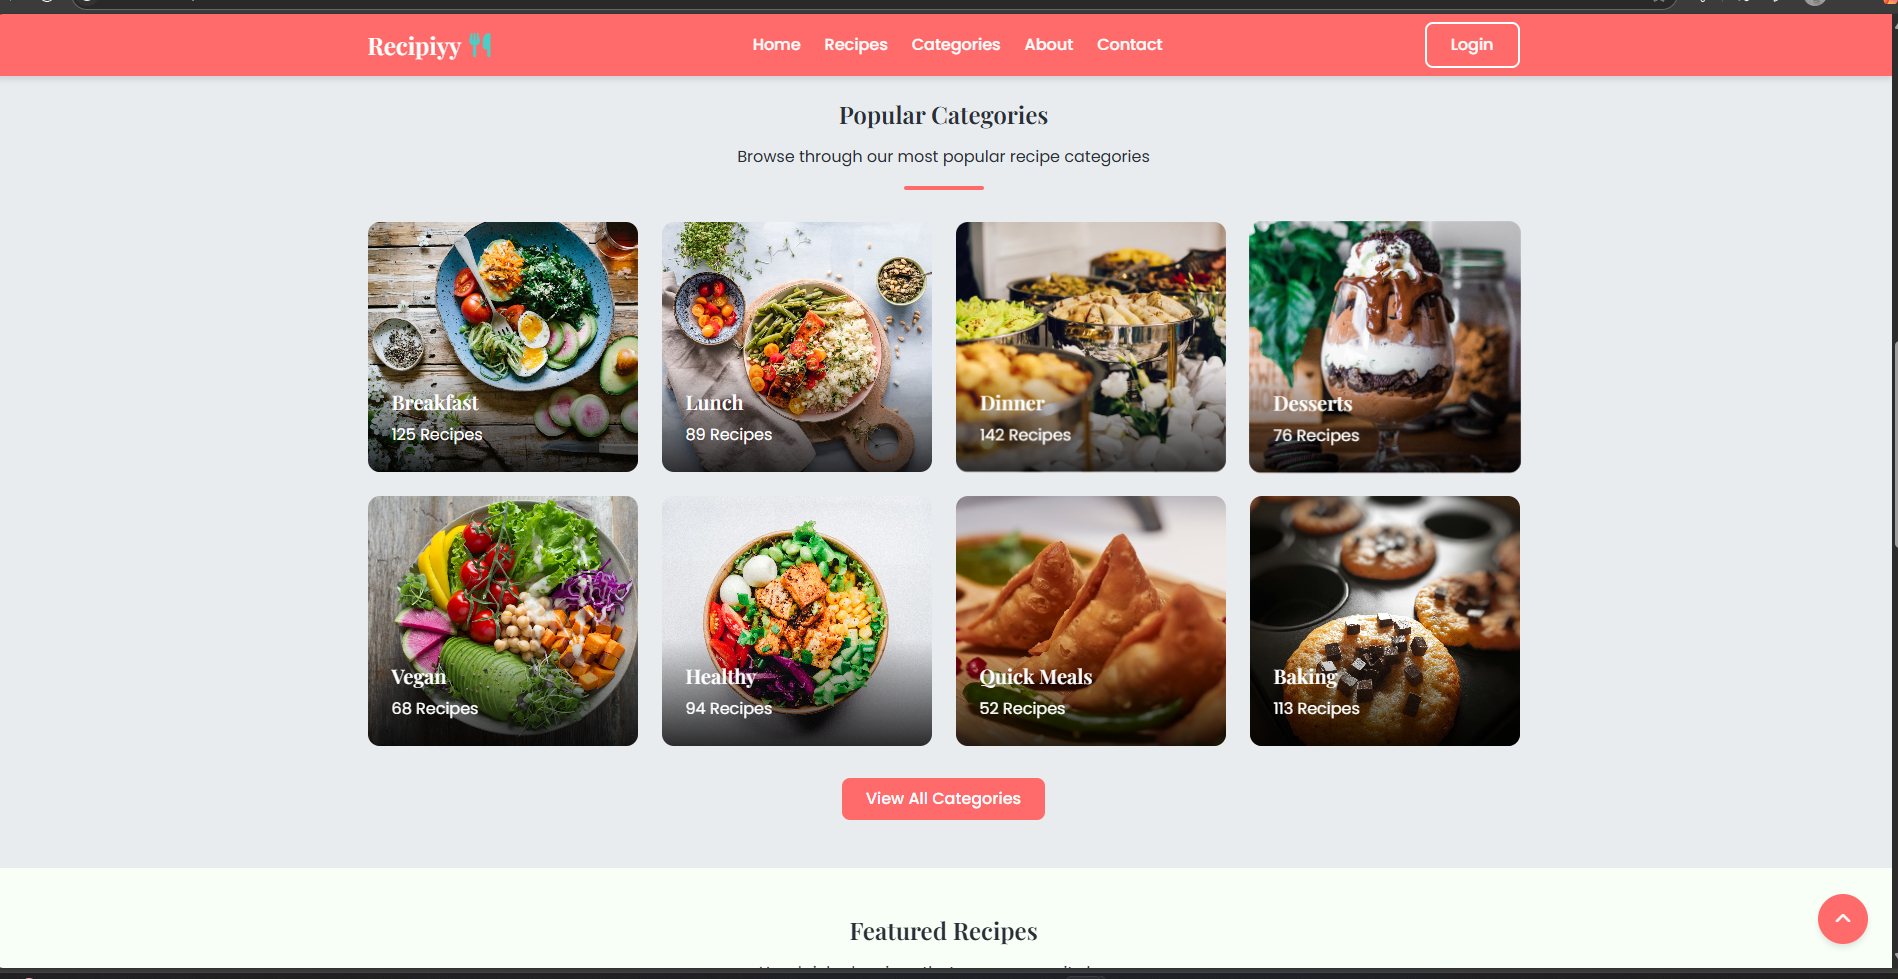 Recipiyy
Home Recipes Categories About Contact
Login
Popular Categories
Browse through our most popular recipe categories
Breakfast
125 Recipes
Lunch
89 Recipes
Dinner
142 Recipes
Desserts
76 Recipes
Vegan
68 Recipes
Healthy
94 Recipes
Quick Meals
52 Recipes
Baking
113 Recipes
View All Categories
Featured Recipes